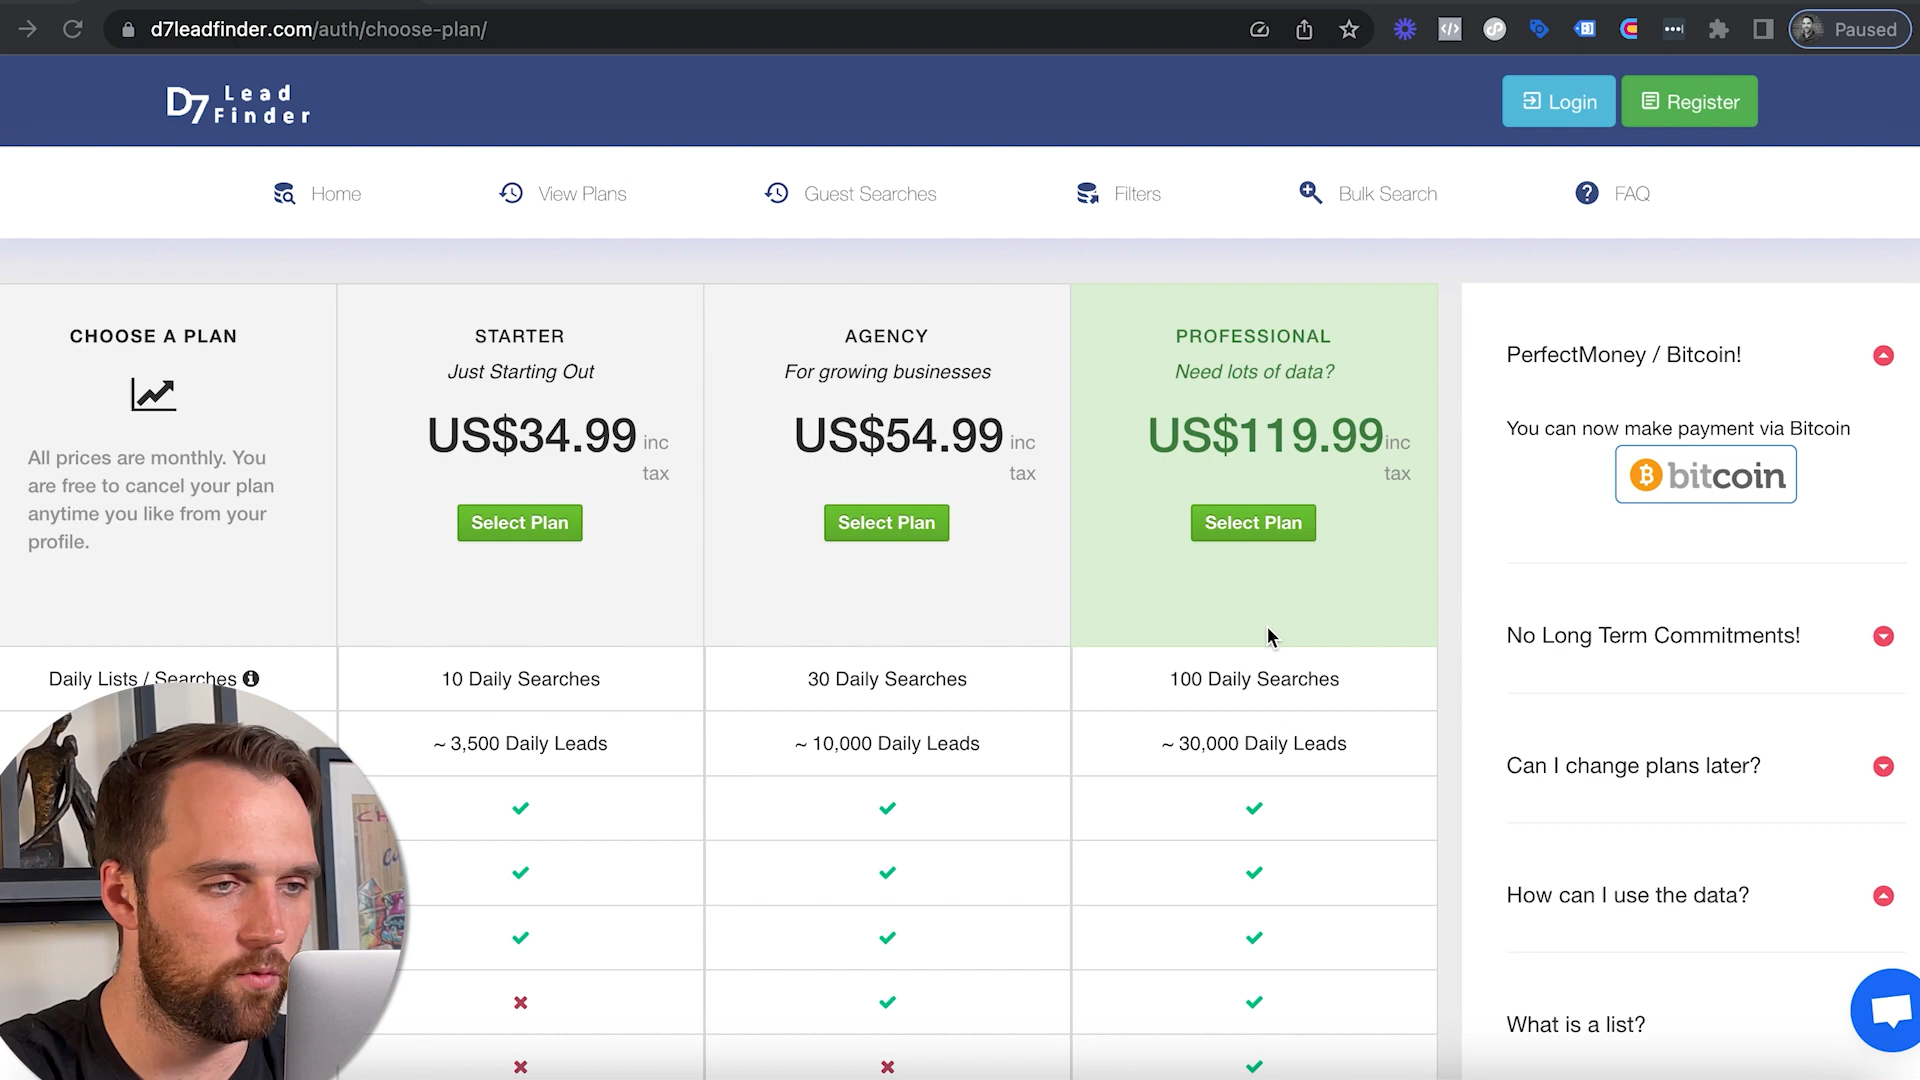 d7leadfinder.com/auth/choose-plan/
Paused
D7 Lead Finder
Login
Register
Home
View Plans
Guest Searches
Filters
Bulk Search
FAQ
CHOOSE A PLAN
All prices are monthly. You
are free to cancel your plan
anytime you like from your
profile.
STARTER
Just Starting Out
US$34.99 inc
tax
Select Plan
AGENCY
For growing businesses
US$54.99 inc
tax
Select Plan
PROFESSIONAL
Need lots of data?
US$119.99 inc
tax
Select Plan
Daily Lists / Searches
10 Daily Searches
30 Daily Searches
100 Daily Searches
~ 3,500 Daily Leads
~ 10,000 Daily Leads
~ 30,000 Daily Leads
PerfectMoney / Bitcoin!
You can now make payment via Bitcoin
bitcoin
No Long Term Commitments!
Can I change plans later?
How can I use the data?
What is a list?